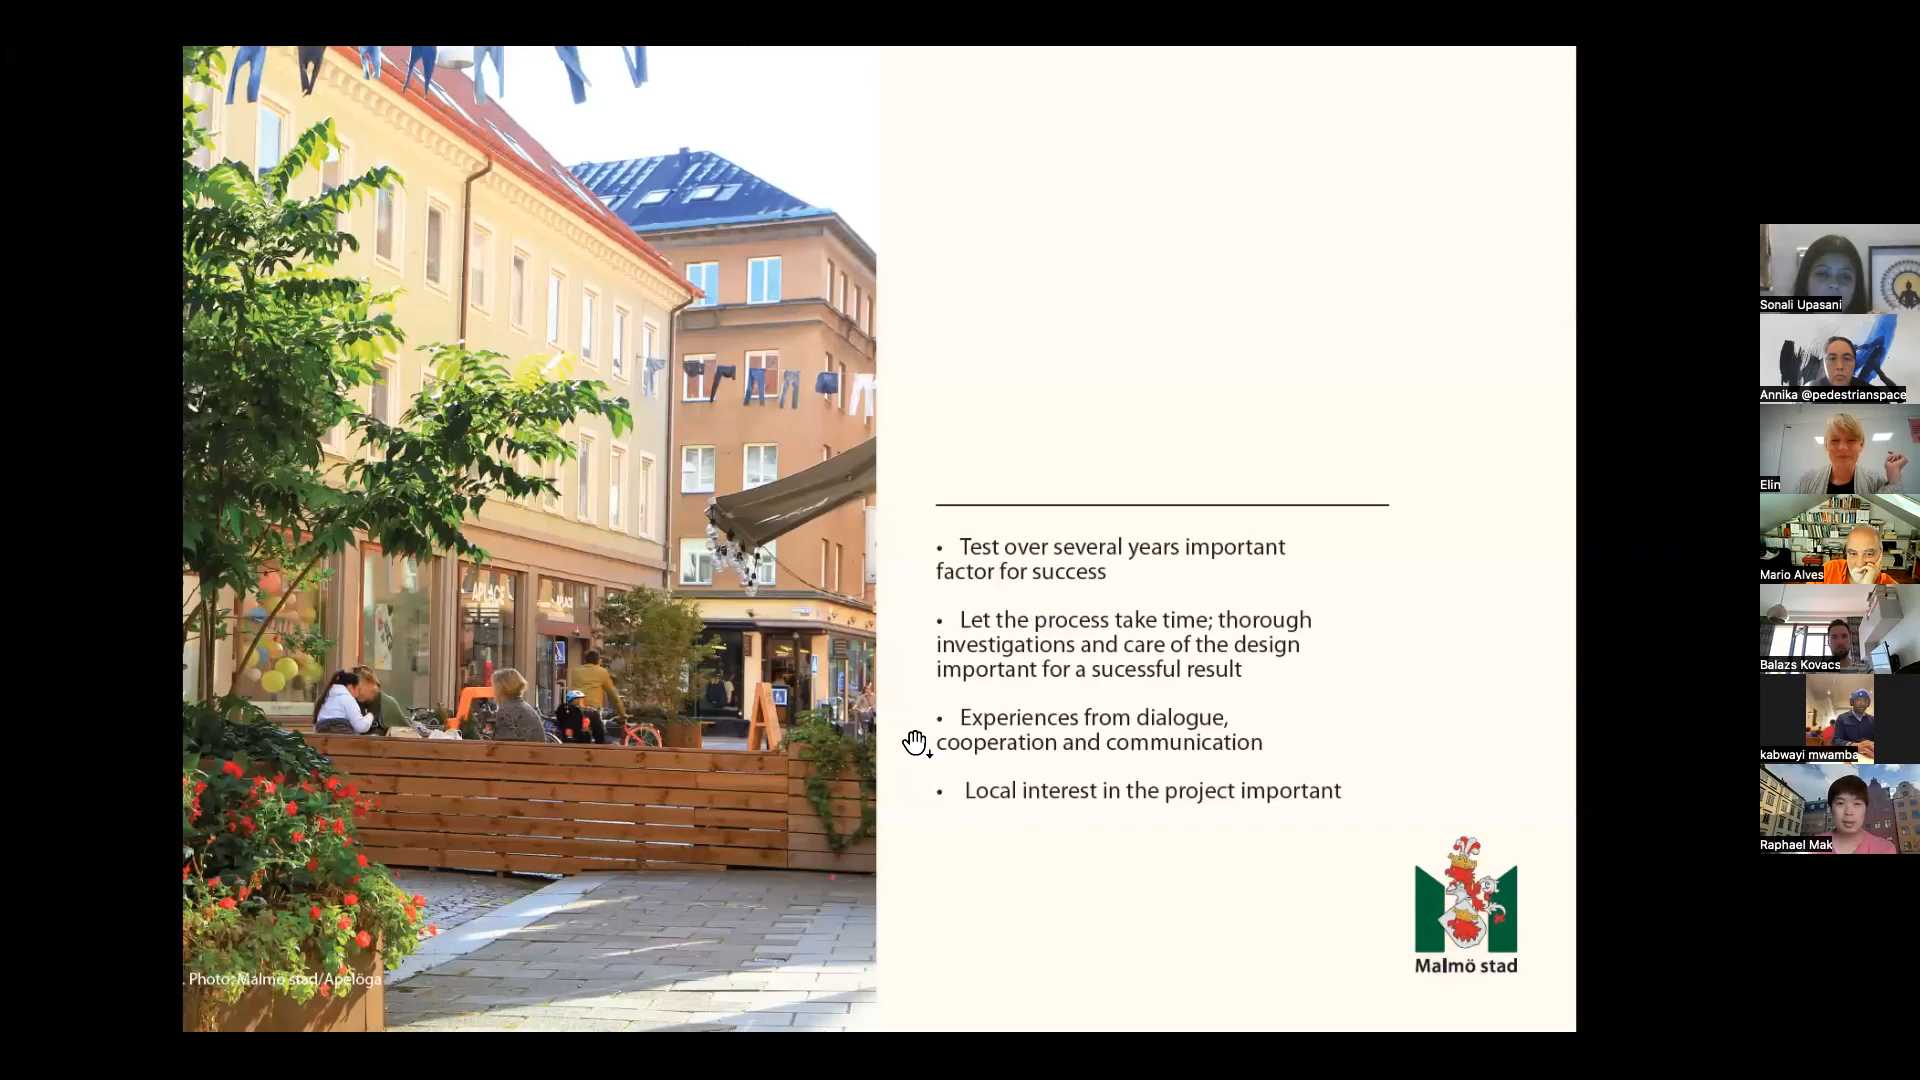 APLACE
APLACE
Photo: Malmö stad/Apelöga
• Test over several years important
factor for success
• Let the process take time; thorough
investigations and care of the design
important for a sucessful result
• Experiences from dialogue,
cooperation and communication
• Local interest in the project important
Malmö stad
Sonali Upasani
Annika @pedestrianspace
Elin
Mario Alves
Balazs Kovacs
kabwayi mwamba
Raphael Mak